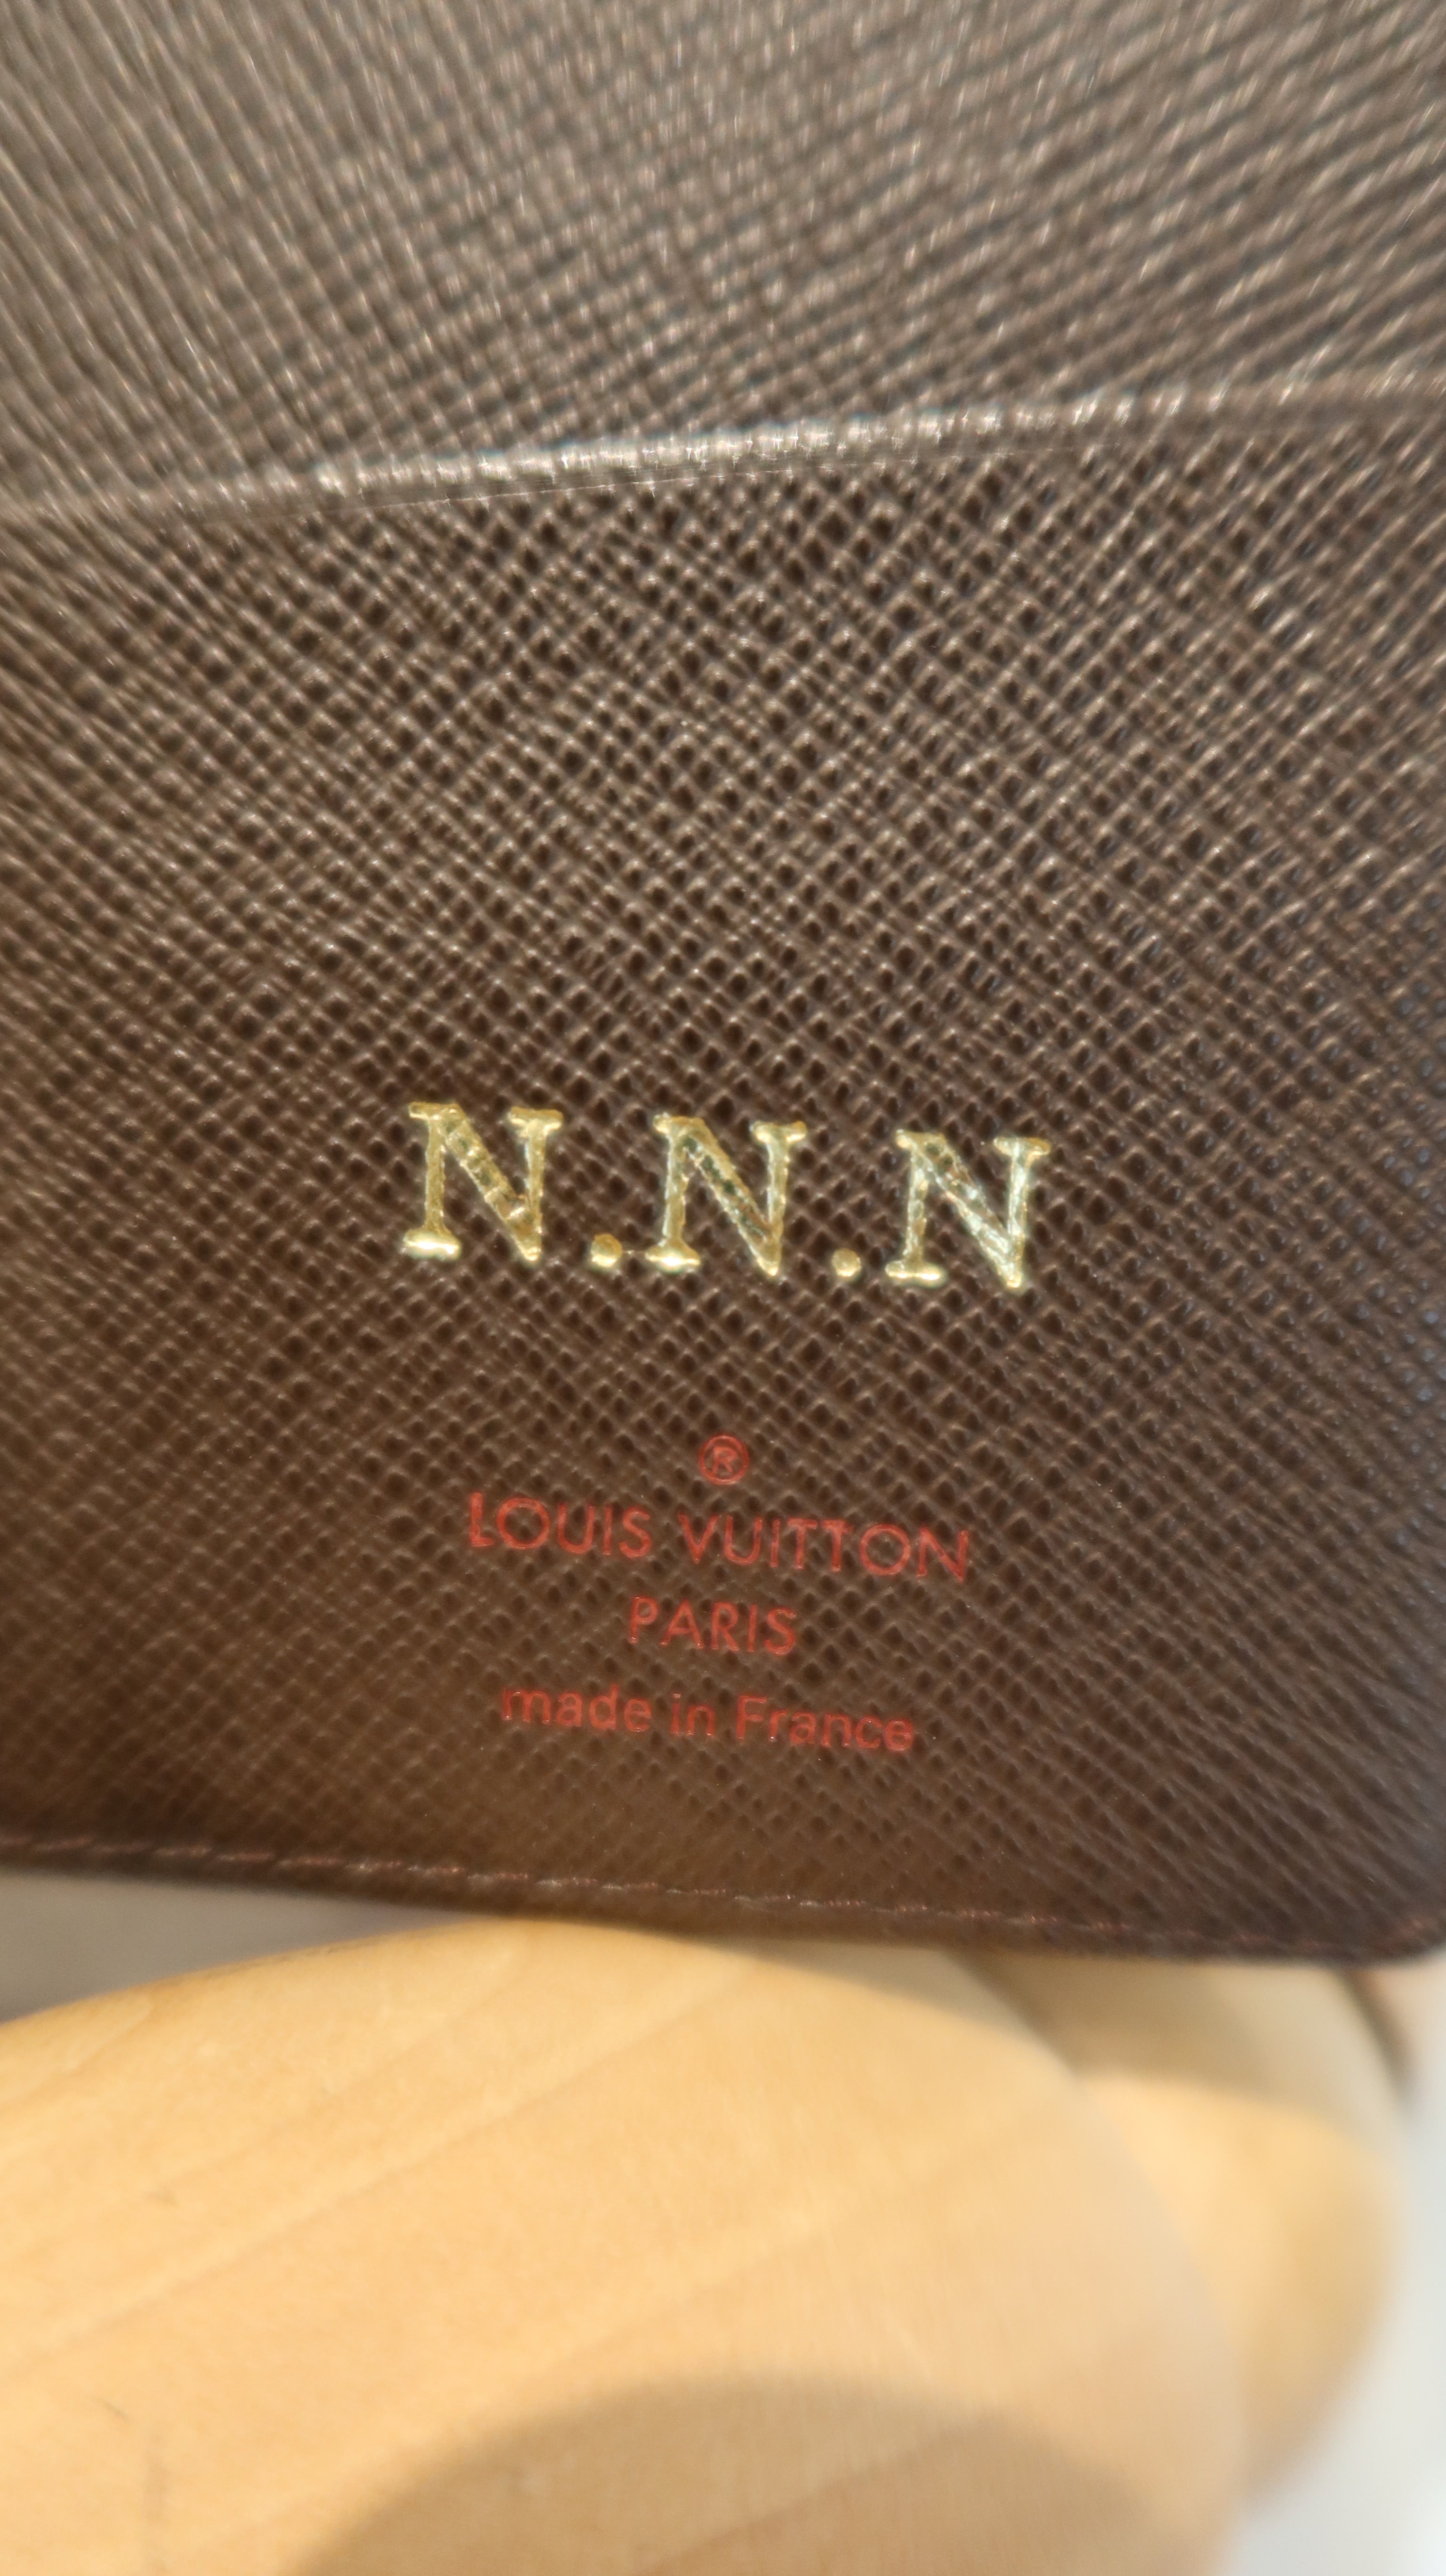 N.N.N
®
LOUIS VUITTON
PARIS
made in France